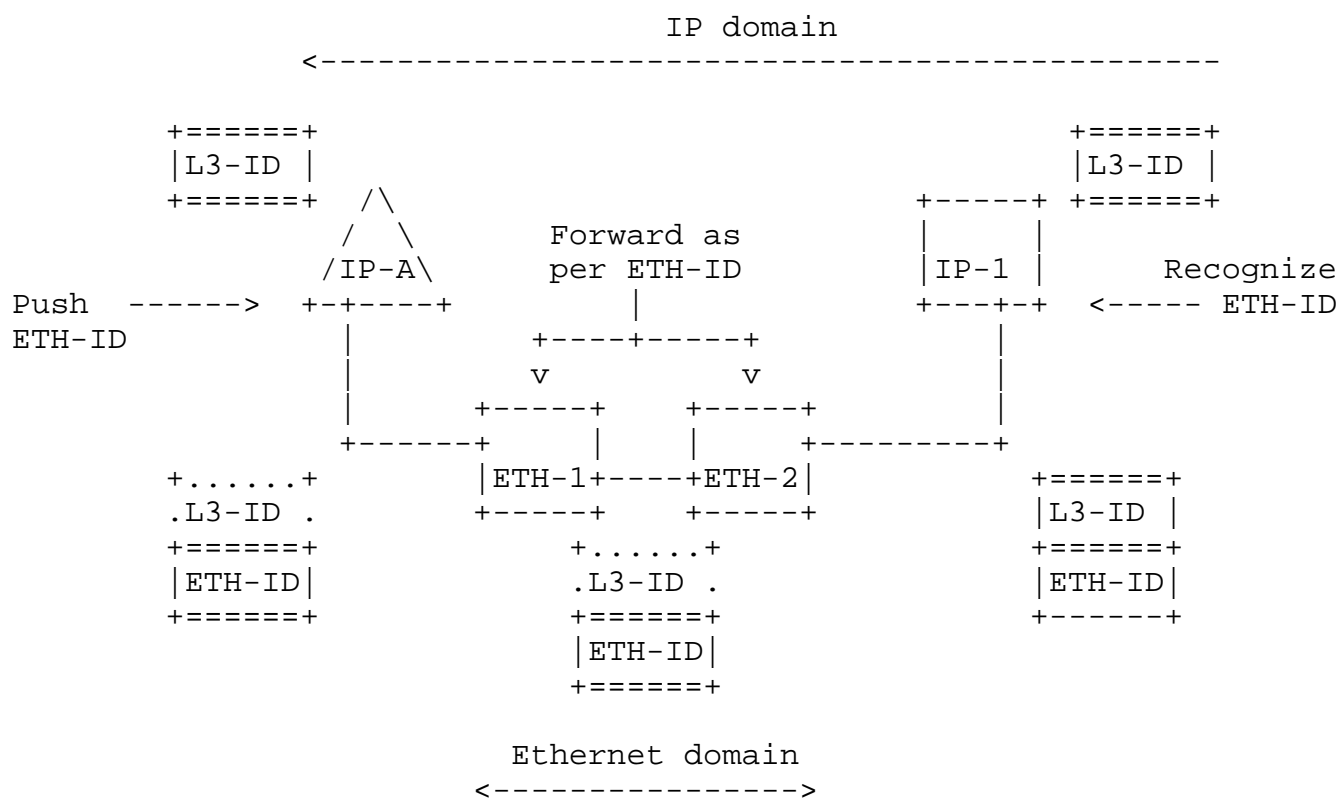 IP domain
<-----------------------------------------------
+======+ +======+
|L3-ID | |L3-ID |
+======+ /\ +-----+ +======+
/ \ Forward as | |
/IP-A\ per ETH-ID |IP-1 | Recognize
Push ------> +-+----+ | +---+-+ <----- ETH-ID
ETH-ID | +----+-----+ |
| v v |
| +-----+ +-----+ |
+------+ | | +---------+
+......+ |ETH-1+----+ETH-2| +======+
.L3-ID . +-----+ +-----+ |L3-ID |
+======+ +......+ +======+
|ETH-ID| .L3-ID . |ETH-ID|
+======+ +======+ +------+
|ETH-ID|
+======+
Ethernet domain
<---------------->